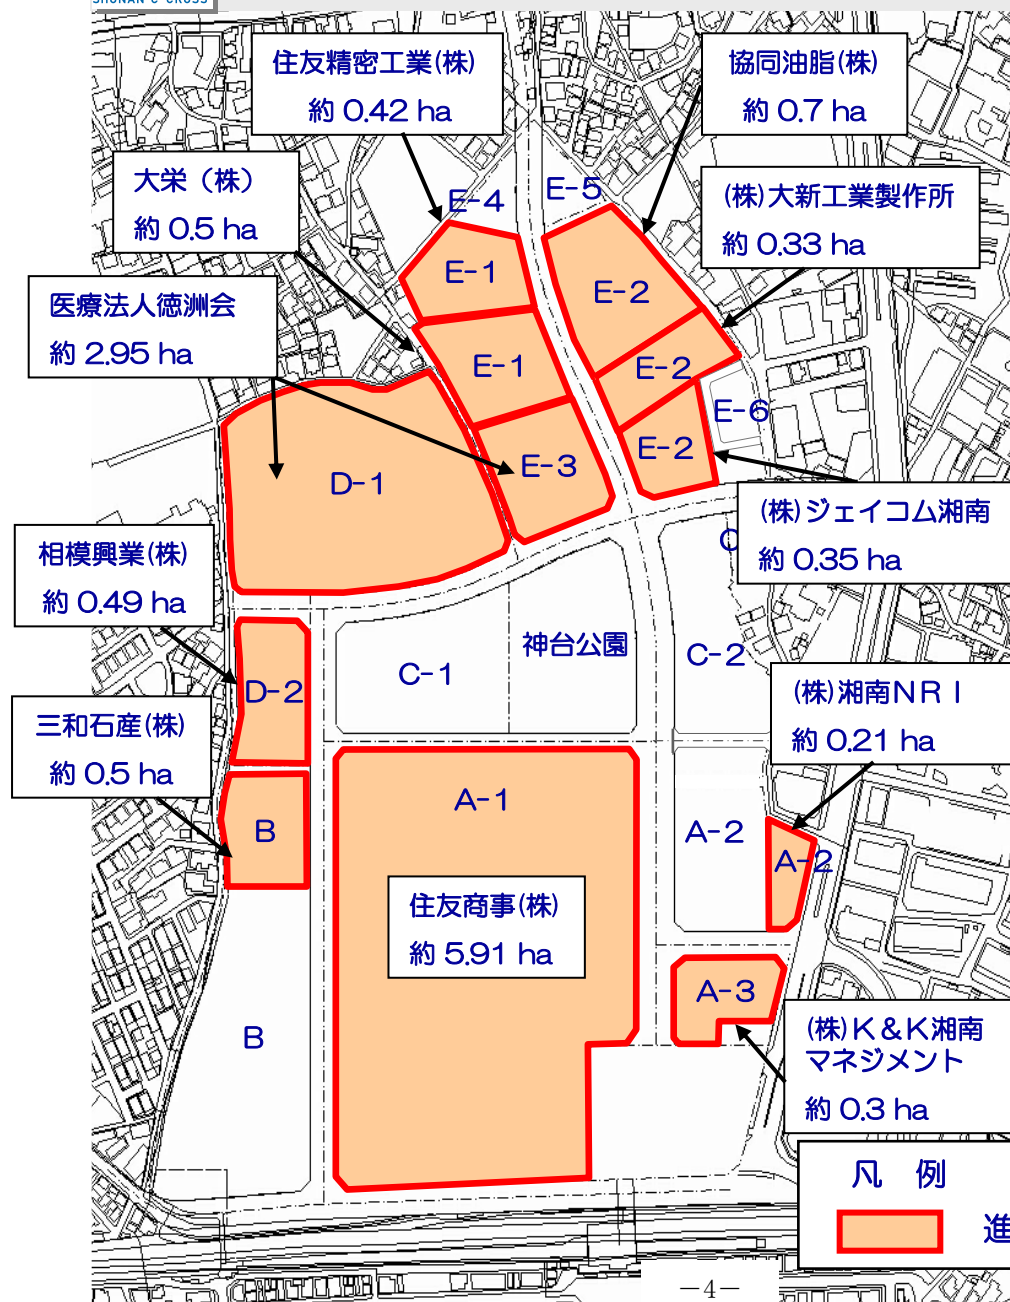 SHONAN C-CROSS
住友精密工業(株)
約 0.42 ha
協同油脂(株)
約 0.7 ha
大栄（株）
約 0.5 ha
(株)大新工業製作所
約 0.33 ha
医療法人徳洲会
約 2.95 ha
E-4
E-5
E-1
E-2
E-1
E-2
E-6
E-3
E-2
D-1
(株)ジェイコム湘南
約 0.35 ha
相模興業(株)
約 0.49 ha
神台公園
C-1
C-2
D-2
(株)湘南NRI
約 0.21 ha
三和石産(株)
約 0.5 ha
A-1
B
A-2
A-2
住友商事(株)
約 5.91 ha
A-3
B
(株)K&K湘南
マネジメント
約 0.3 ha
凡 例
進
-4-